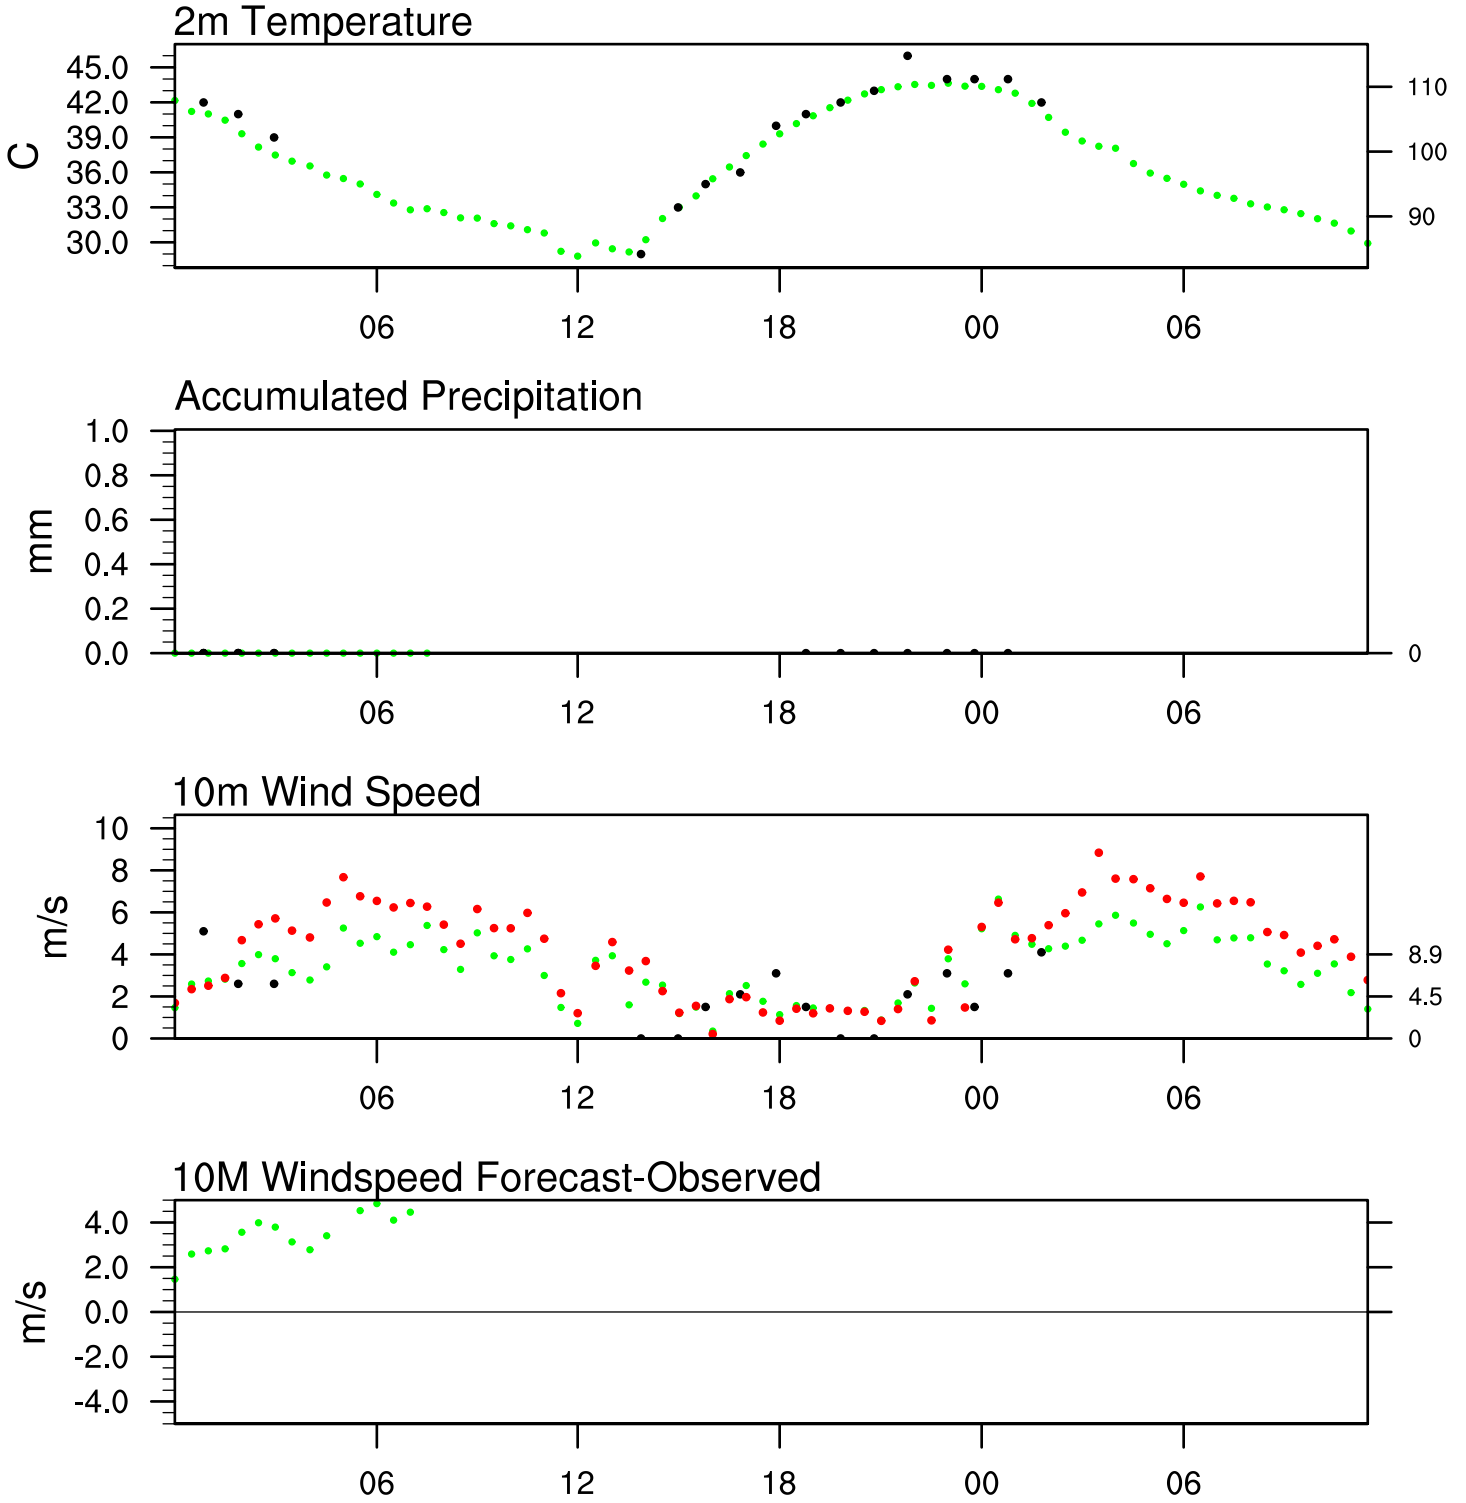 2m Temperature
45.0
42.0
39.0
36.0
33.0
30.0
C
110
100
90
06 12 18 00 06
Accumulated Precipitation
1.0
0.8
0.6
0.4
0.2
0.0
mm
0
06 12 18 00 06
10m Wind Speed
10
8
6
4
2
0
m/s
8.9
4.5
0
06 12 18 00 06
10M Windspeed Forecast-Observed
4.0
2.0
0.0
-2.0
-4.0
m/s
06 12 18 00 06